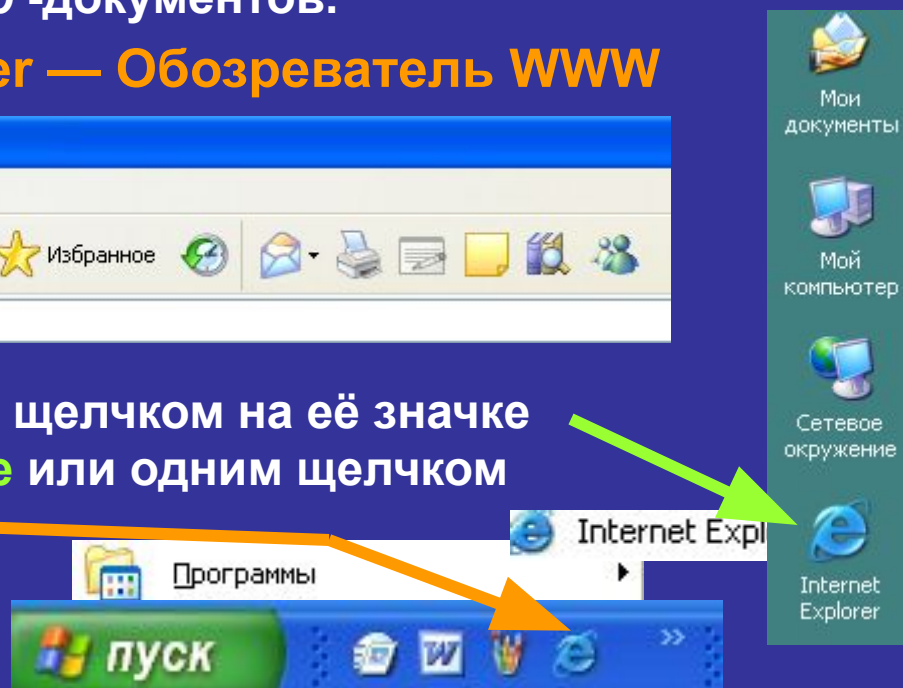 -документов.
er — Обозреватель WWW
Избранное
щелчком на её значке
е или одним щелчком
Internet Expl
Программы
пуск
Мои
документы
Мой
компьютер
Сетевое
окружение
Internet
Explorer